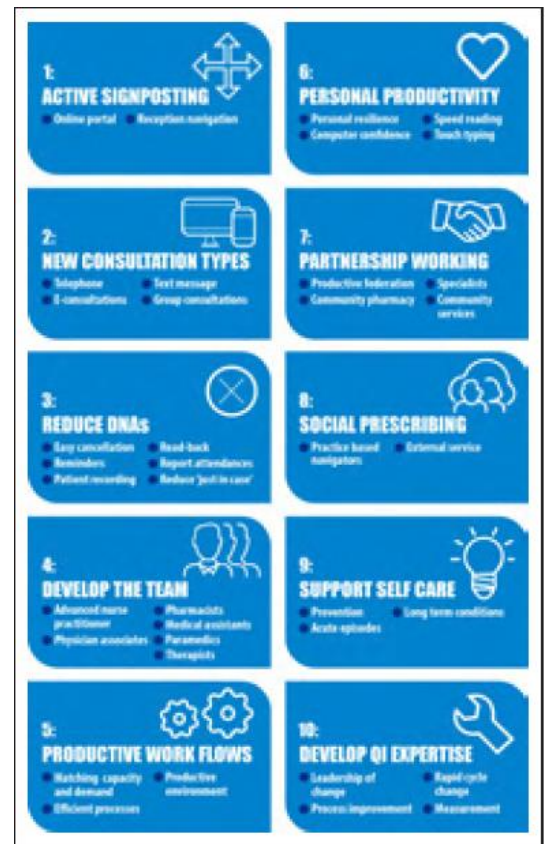 1:
ACTIVE SIGNPOSTING
Online portal
Reception navigation
2:
NEW CONSULTATION TYPES
Telephone
Text message
E-consultations
Group consultations
3:
REDUCE DNAs
Easy cancellation
Read-back
Reminders
Report attendances
Patient recording
Reduce 'just in case'
4:
DEVELOP THE TEAM
Advanced nurse
practitioner
Physician associates
Pharmacists
Medical assistants
Paramedics
Therapists
5:
PRODUCTIVE WORK FLOWS
Matching capacity
and demand
Efficient processes
Productive
environment
6:
PERSONAL PRODUCTIVITY
Personal resilience
Speed reading
Computer confidence
Touch typing
7:
PARTNERSHIP WORKING
Productive federation
Specialists
Community pharmacy
Community
services
8:
SOCIAL PRESCRIBING
Practice based
navigators
External service
9:
SUPPORT SELF CARE
Prevention
Long term conditions
Acute episodes
10:
DEVELOP QI EXPERTISE
Leadership of
change
Process improvement
Rapid cycle
change
Measurement